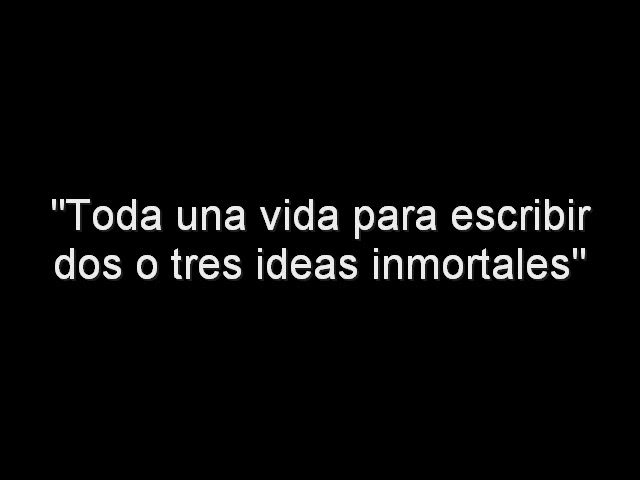 "Toda una vida para escribir
dos o tres ideas inmortales"